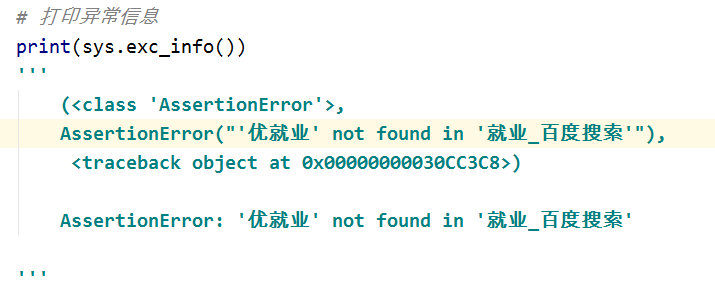 # 打印异常信息
print(sys.exc_info())
'''
(<class 'AssertionError'>,
AssertionError("'优就业' not found in '就业_百度搜索'"),
<traceback object at 0x00000000030CC3C8>)
AssertionError: '优就业' not found in '就业_百度搜索'
'''